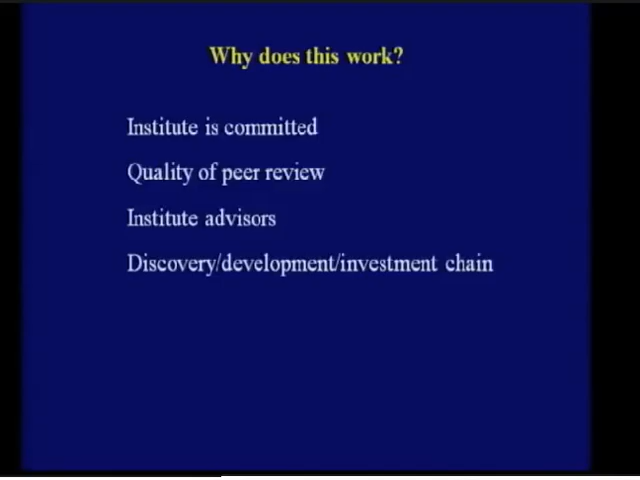 Why does this work?
Institute is committed
Quality of peer review
Institute advisors
Discovery/development/investment chain